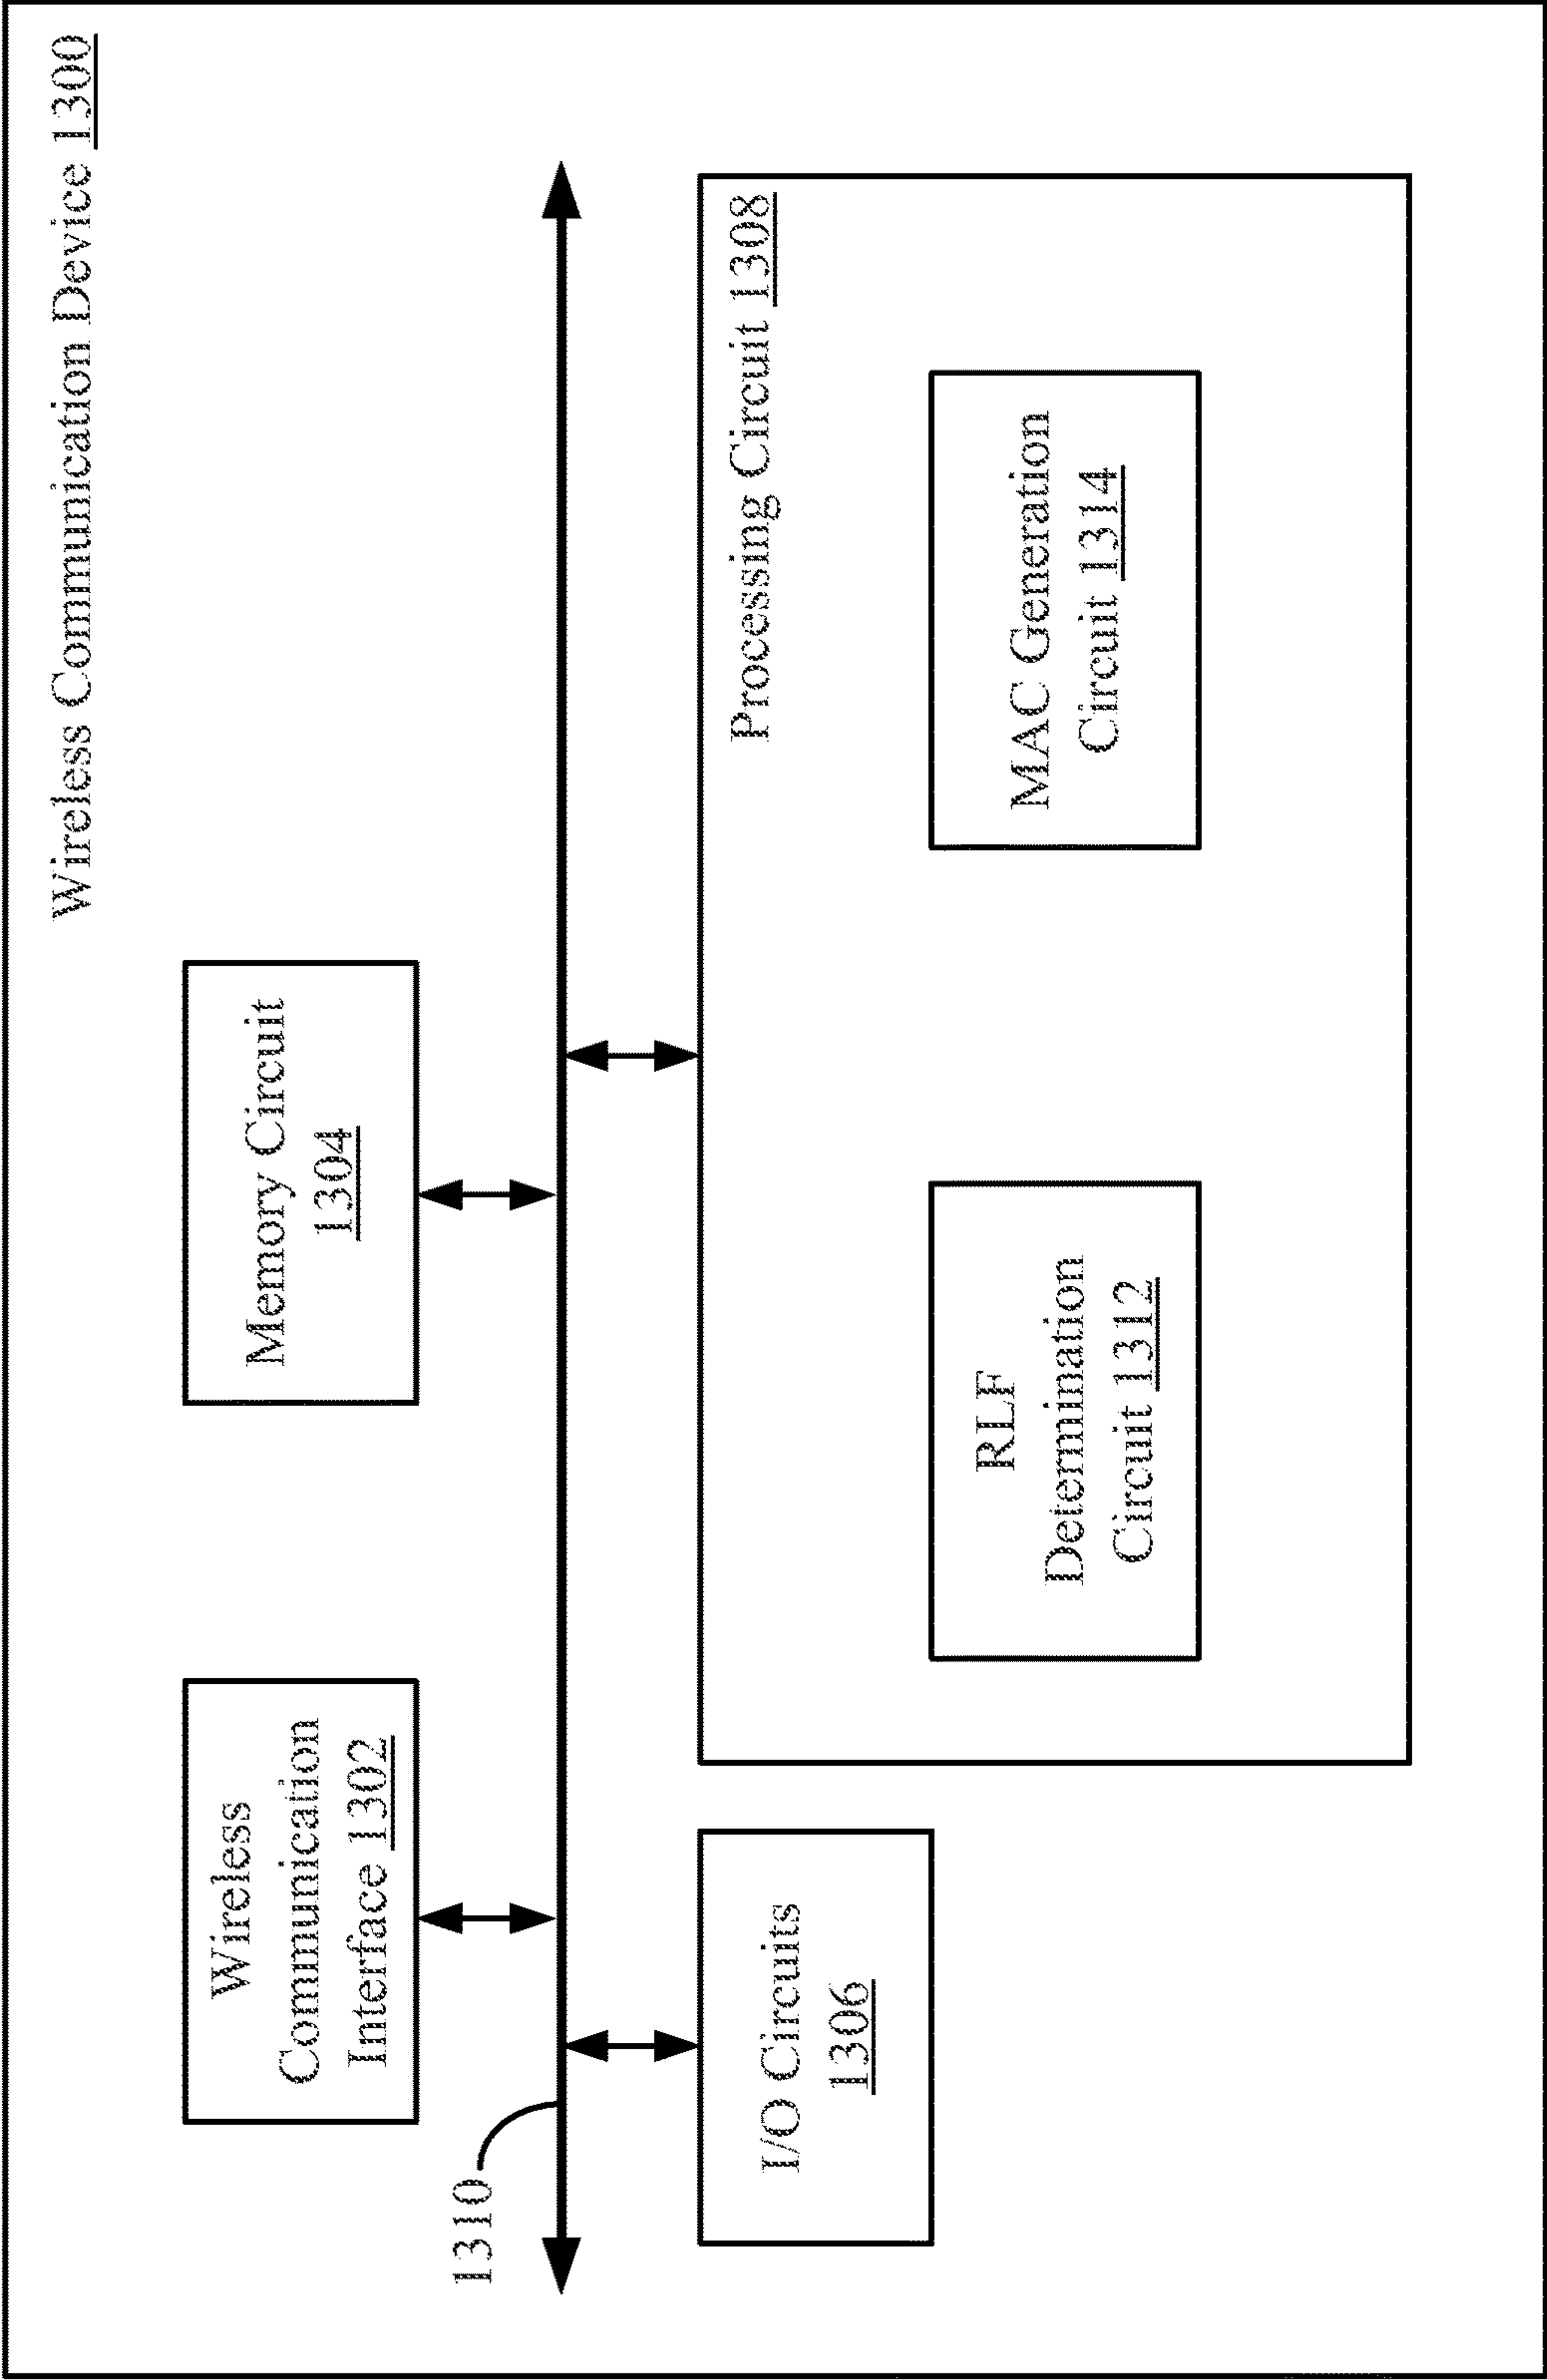 Wireless Communication Device 1300
Wireless
Communication
Interface 1302
Memory Circuit
1304
1310
I/O Circuits
1306
Processing Circuit 1308
RLF
Determination
Circuit 1312
MAC Generation
Circuit 1314